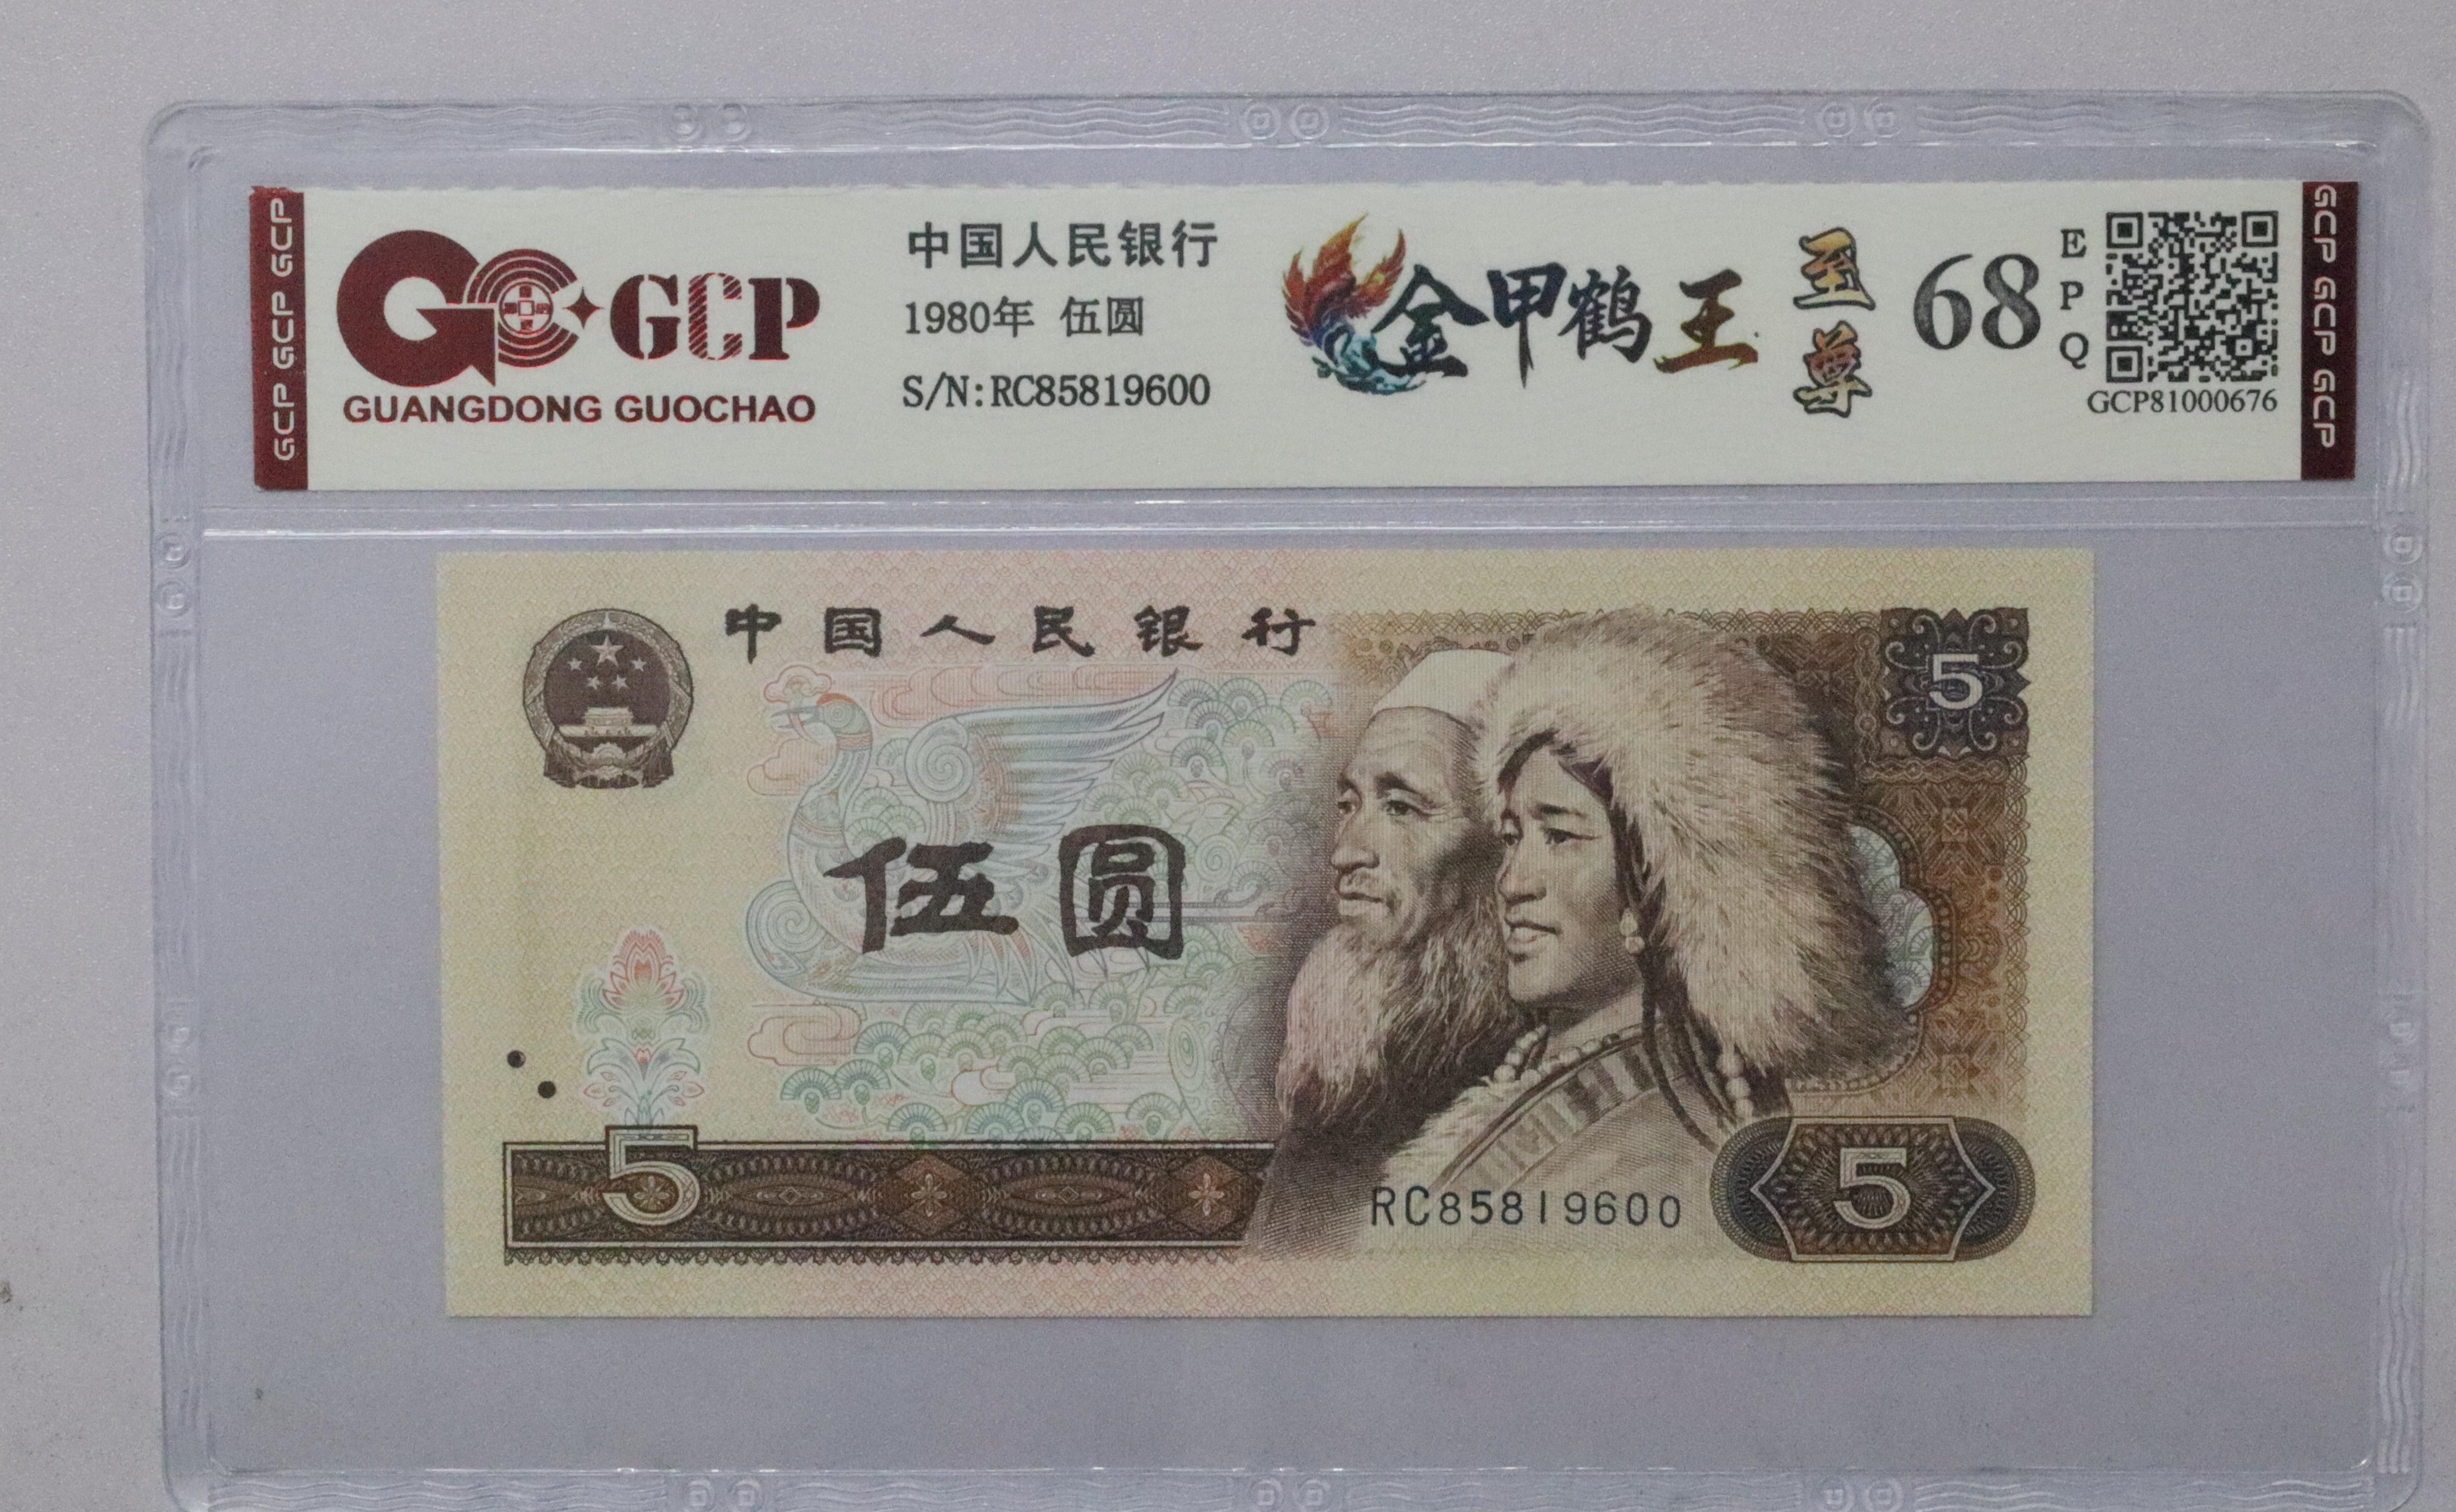 GCP GCP GCP
GCP
GUANGDONG GUOCHAO
中国人民银行
1980年 伍圆
S/N:RC85819600
金甲鹤王
至尊
68
EPQ
GCP81000676
GCP GCP GCP
中国人民银行
5
伍圆
5
RC85819600
5